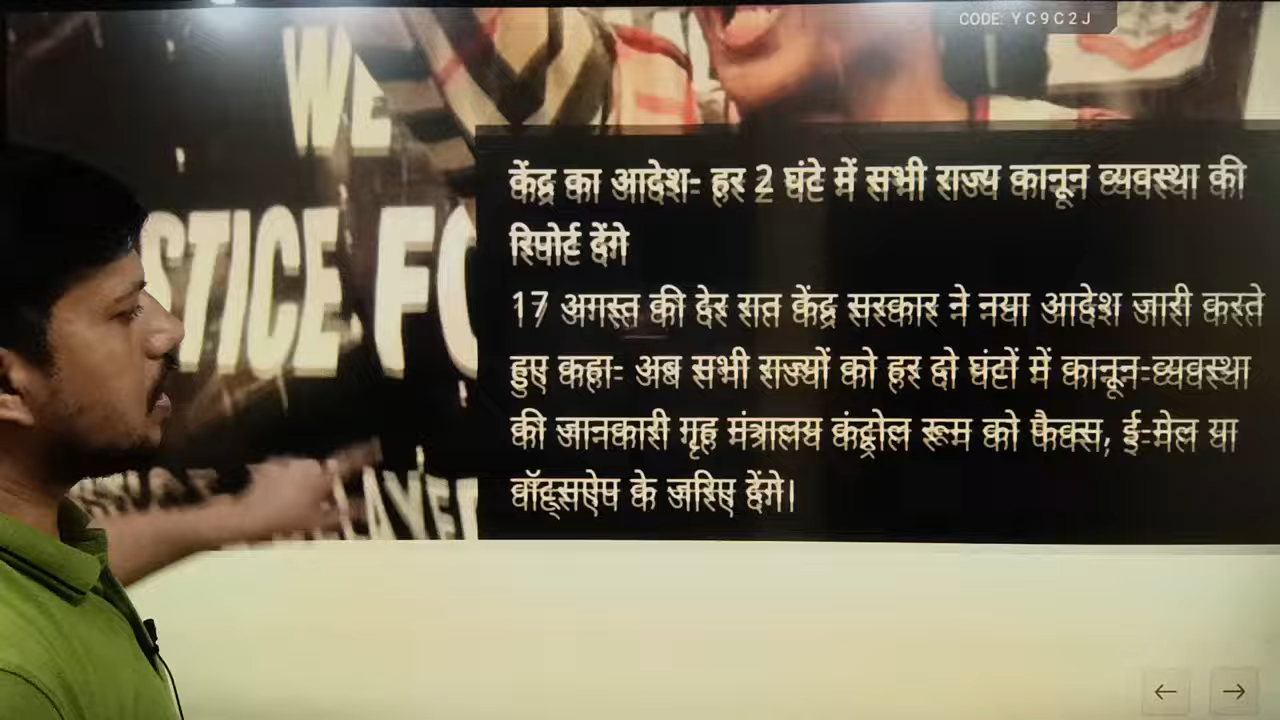 CODE: YC9C2J
WE
STICE FO
केंद्र का आदेश- हर 2 घंटे में सभी राज्य कानून व्यवस्था की
रिपोर्ट देंगे
17 अगस्त की देर रात केंद्र सरकार ने नया आदेश जारी करते
हुए कहा- अब सभी राज्यों को हर दो घंटों में कानून-व्यवस्था
की जानकारी गृह मंत्रालय कंट्रोल रूम को फैक्स, ई-मेल या
वॉट्सऐप के जरिए देंगे।